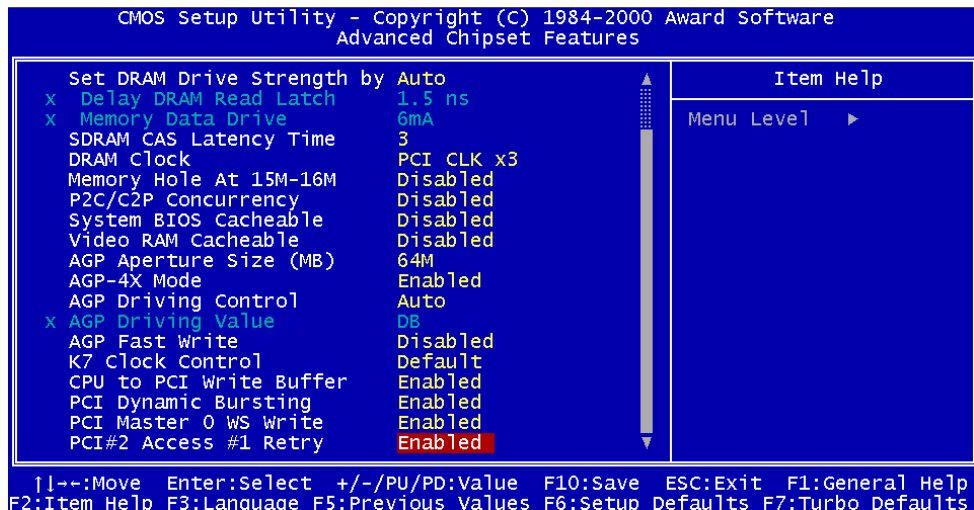 CMOS Setup Utility – Copyright (C) 1984-2000 Award Software
Advanced Chipset Features
Set DRAM Drive Strength by Auto
x Delay DRAM Read Latch 1.5 ns
x Memory Data Drive 6mA
SDRAM CAS Latency Time 3
DRAM Clock PCI CLK x3
Memory Hole At 15M-16M Disabled
P2C/C2P Concurrency Disabled
System BIOS Cacheable Disabled
Video RAM Cacheable Disabled
AGP Aperture Size (MB) 64M
AGP-4X Mode Enabled
AGP Driving Control Auto
x AGP Driving Value DB
AGP Fast Write Disabled
K7 Clock Control Default
CPU to PCI Write Buffer Enabled
PCI Dynamic Bursting Enabled
PCI Master 0 WS Write Enabled
PCI#2 Access #1 Retry Enabled
Item Help
Menu Level ▶
↑↓→←:Move Enter:Select +/-/PU/PD:Value F10:Save ESC:Exit F1:General Help
F2:Item Help F3:Language F5:Previous Values F6:Setup Defaults F7:Turbo Defaults